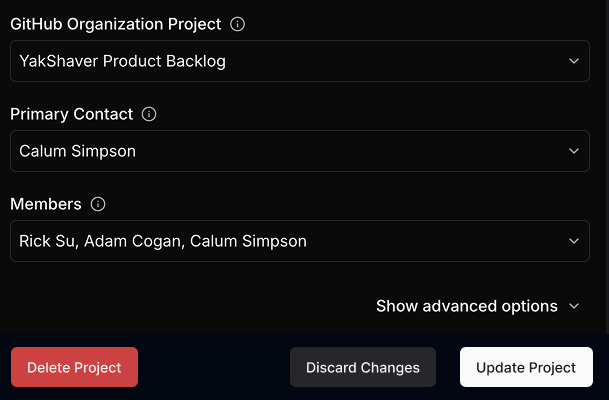 GitHub Organization Project
YakShaver Product Backlog
Primary Contact
Calum Simpson
Members
Rick Su, Adam Cogan, Calum Simpson
Show advanced options
Delete Project
Discard Changes
Update Project